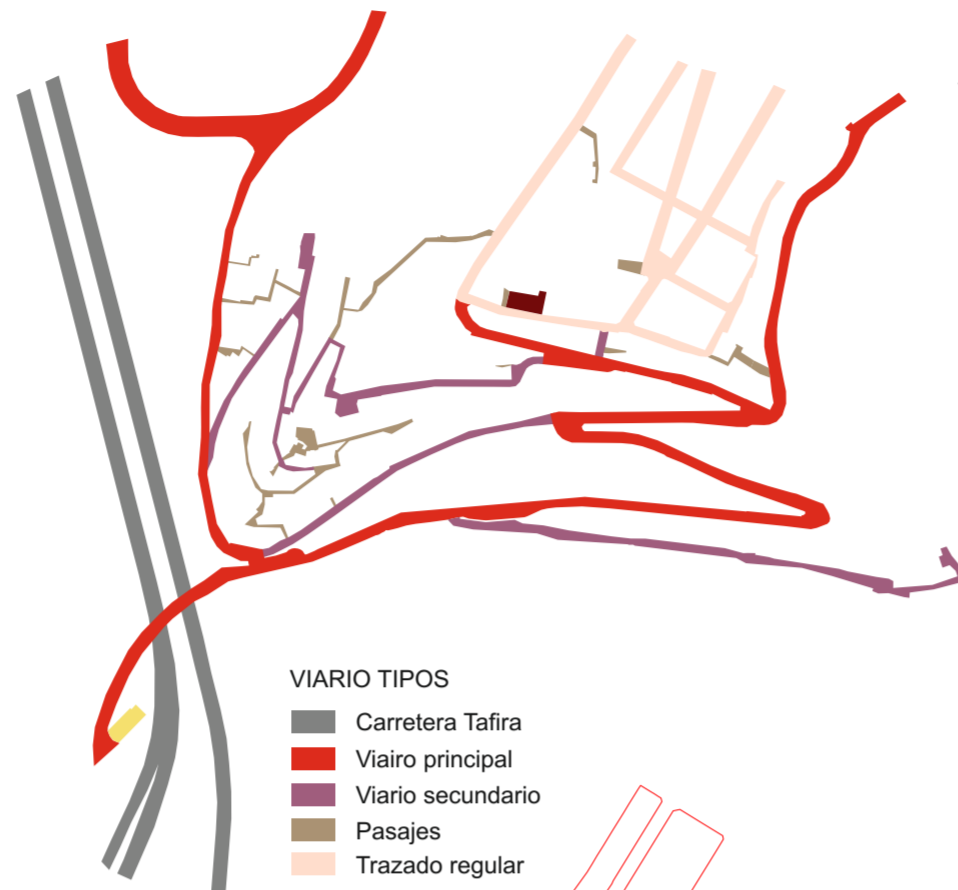 VIARIO TIPOS
Carretera Tafira
Viairo principal
Viario secundario
Pasajes
Trazado regular